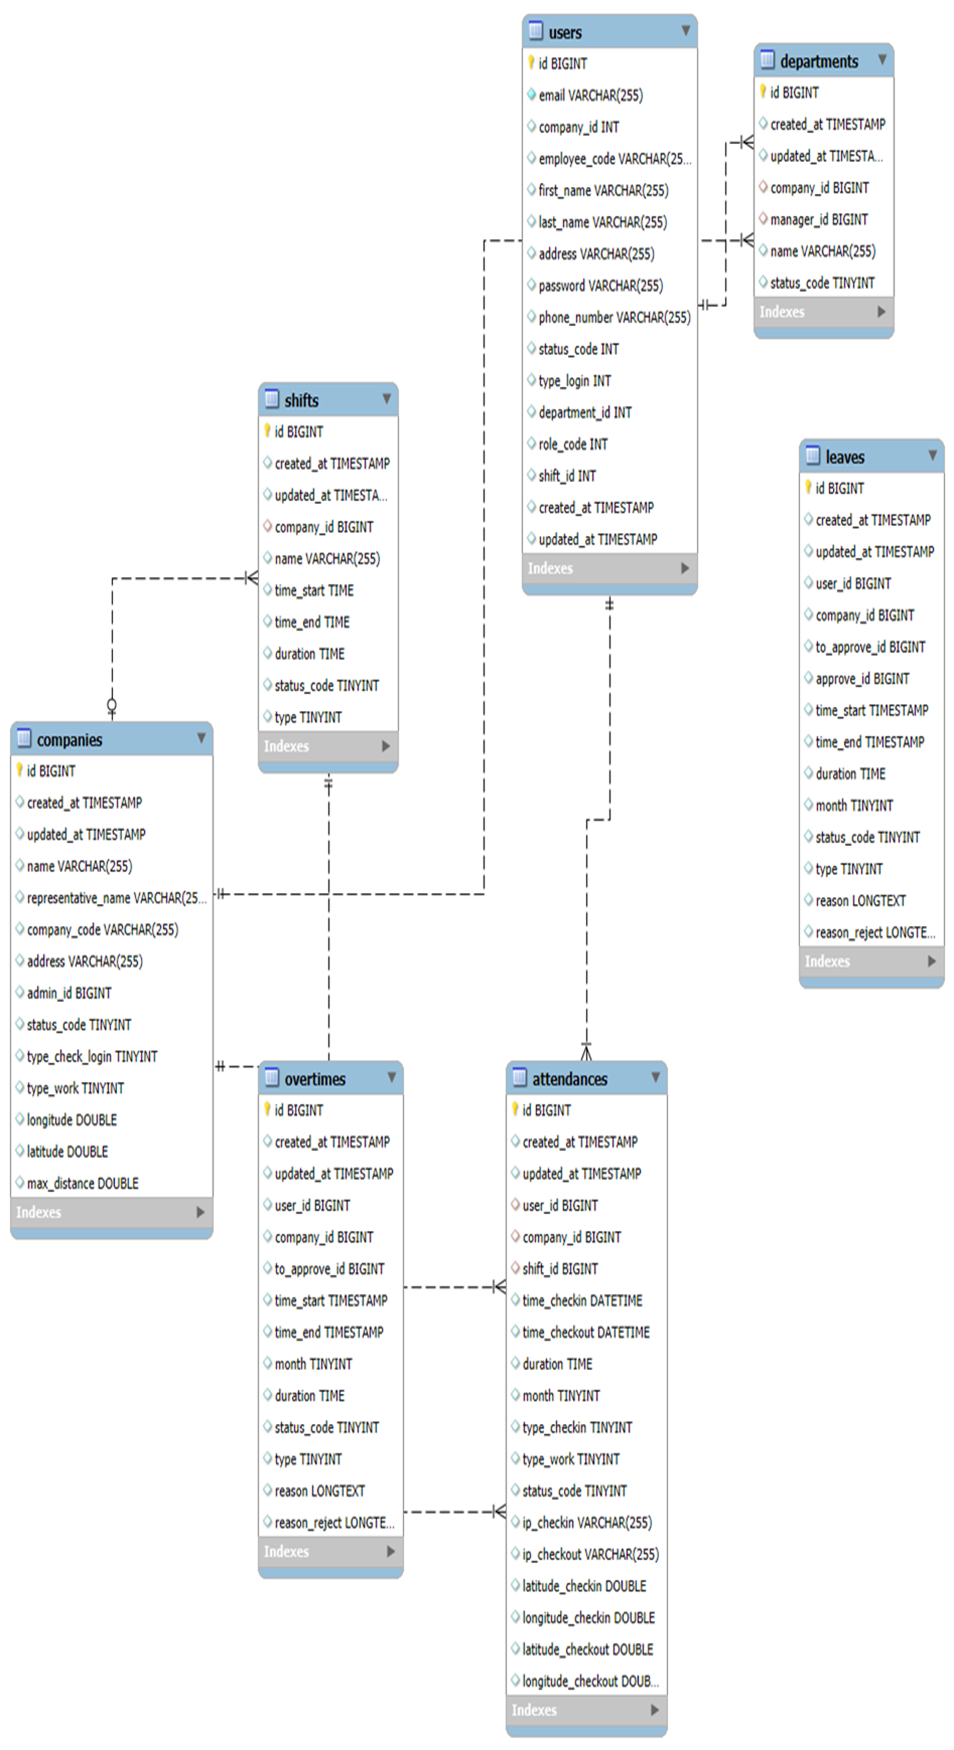 users
id BIGINT
email VARCHAR(255)
company_id INT
employee_code VARCHAR(25...
first_name VARCHAR(255)
last_name VARCHAR(255)
address VARCHAR(255)
password VARCHAR(255)
phone_number VARCHAR(255)
status_code INT
type_login INT
department_id INT
role_code INT
shift_id INT
created_at TIMESTAMP
updated_at TIMESTAMP
Indexes
departments
id BIGINT
created_at TIMESTAMP
updated_at TIMESTA...
company_id BIGINT
manager_id BIGINT
name VARCHAR(255)
status_code TINYINT
Indexes
shifts
id BIGINT
created_at TIMESTAMP
updated_at TIMESTA...
company_id BIGINT
name VARCHAR(255)
time_start TIME
time_end TIME
duration TIME
status_code TINYINT
type TINYINT
Indexes
leaves
id BIGINT
created_at TIMESTAMP
updated_at TIMESTAMP
user_id BIGINT
company_id BIGINT
to_approve_id BIGINT
approve_id BIGINT
time_start TIMESTAMP
time_end TIMESTAMP
duration TIME
month TINYINT
status_code TINYINT
type TINYINT
reason LONGTEXT
reason_reject LONGTE...
Indexes
companies
id BIGINT
created_at TIMESTAMP
updated_at TIMESTAMP
name VARCHAR(255)
representative_name VARCHAR(25...
company_code VARCHAR(255)
address VARCHAR(255)
admin_id BIGINT
status_code TINYINT
type_check_login TINYINT
type_work TINYINT
longitude DOUBLE
latitude DOUBLE
max_distance DOUBLE
Indexes
overtimes
id BIGINT
created_at TIMESTAMP
updated_at TIMESTAMP
user_id BIGINT
company_id BIGINT
to_approve_id BIGINT
time_start TIMESTAMP
time_end TIMESTAMP
month TINYINT
duration TIME
status_code TINYINT
type TINYINT
reason LONGTEXT
reason_reject LONGTE...
Indexes
attendances
id BIGINT
created_at TIMESTAMP
updated_at TIMESTAMP
user_id BIGINT
company_id BIGINT
shift_id BIGINT
time_checkin DATETIME
time_checkout DATETIME
duration TIME
month TINYINT
type_checkin TINYINT
type_work TINYINT
status_code TINYINT
ip_checkin VARCHAR(255)
ip_checkout VARCHAR(255)
latitude_checkin DOUBLE
longitude_checkin DOUBLE
latitude_checkout DOUBLE
longitude_checkout DOUB...
Indexes